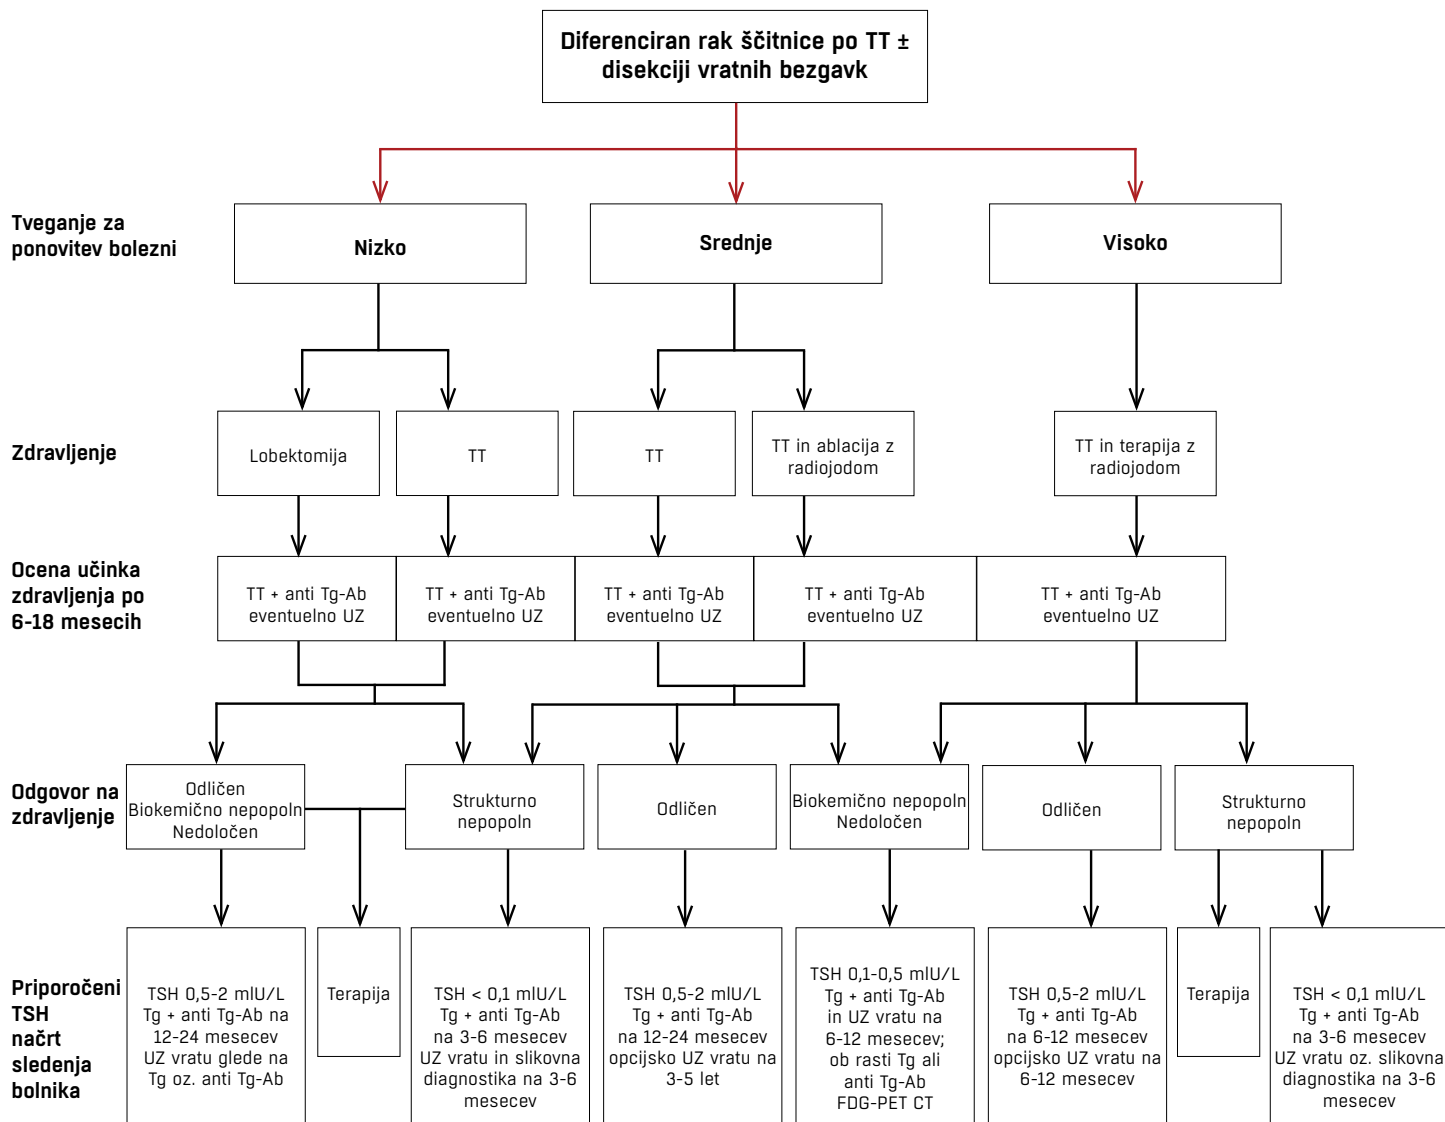 Diferenciran rak ščitnice po TT ±
disekciji vratnih bezgavk
Tveganje za
ponovitev bolezni
Nizko
Srednje
Visoko
Zdravljenje
Lobektomija
TT
TT
TT in ablacija z
radiojodom
TT in terapija z
radiojodom
Ocena učinka
zdravljenja po
6-18 mesecih
TT + anti Tg-Ab
eventuelno UZ
TT + anti Tg-Ab
eventuelno UZ
TT + anti Tg-Ab
eventuelno UZ
TT + anti Tg-Ab
eventuelno UZ
TT + anti Tg-Ab
eventuelno UZ
Odgovor na
zdravljenje
Odličen
Biokemično nepopoln
Nedoločen
Strukturno
nepopoln
Odličen
Biokemično nepopoln
Nedoločen
Odličen
Strukturno
nepopoln
Priporočeni
TSH
načrt
sledenja
bolnika
TSH 0,5-2 mlU/L
Tg + anti Tg-Ab na
12-24 mesecev
UZ vratu glede na
Tg oz. anti Tg-Ab
Terapija
TSH < 0,1 mlU/L
Tg + anti Tg-Ab
na 3-6 mesecev
UZ vratu in slikovna
diagnostika na 3-6
mesecev
TSH 0,5-2 mlU/L
Tg + anti Tg-Ab
na 12-24 mesecev
opcijsko UZ vratu na
3-5 let
TSH 0,1-0,5 mlU/L
Tg + anti Tg-Ab
in UZ vratu na
6-12 mesecev;
ob rasti Tg ali
anti Tg-Ab
FDG-PET CT
TSH 0,5-2 mlU/L
Tg + anti Tg-Ab
na 6-12 mesecev
opcijsko UZ vratu na
6-12 mesecev
Terapija
TSH < 0,1 mlU/L
Tg + anti Tg-Ab
na 3-6 mesecev
UZ vratu oz. slikovna
diagnostika na 3-6
mesecev